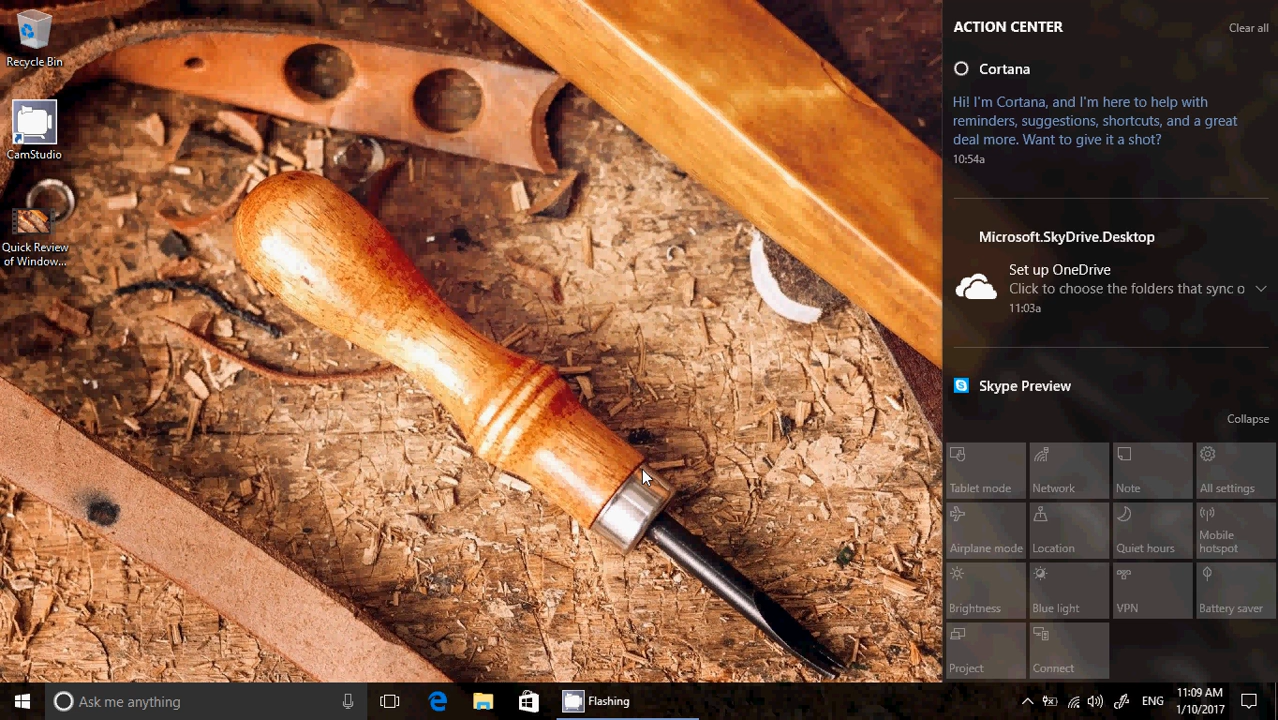 Recycle Bin
CamStudio
Quick Review
of Window...
ACTION CENTER
Clear all
Cortana
Hi! I'm Cortana, and I'm here to help with
reminders, suggestions, shortcuts, and a great
deal more. Want to give it a shot?
10:54a
Microsoft.SkyDrive.Desktop
Set up OneDrive
Click to choose the folders that sync o
11:03a
Skype Preview
Collapse
Tablet mode
Network
Note
All settings
Airplane mode
Location
Quiet hours
Mobile
hotspot
Brightness
Blue light
VPN
Battery saver
Project
Connect
Ask me anything
Flashing
ENG
11:09 AM
1/10/2017